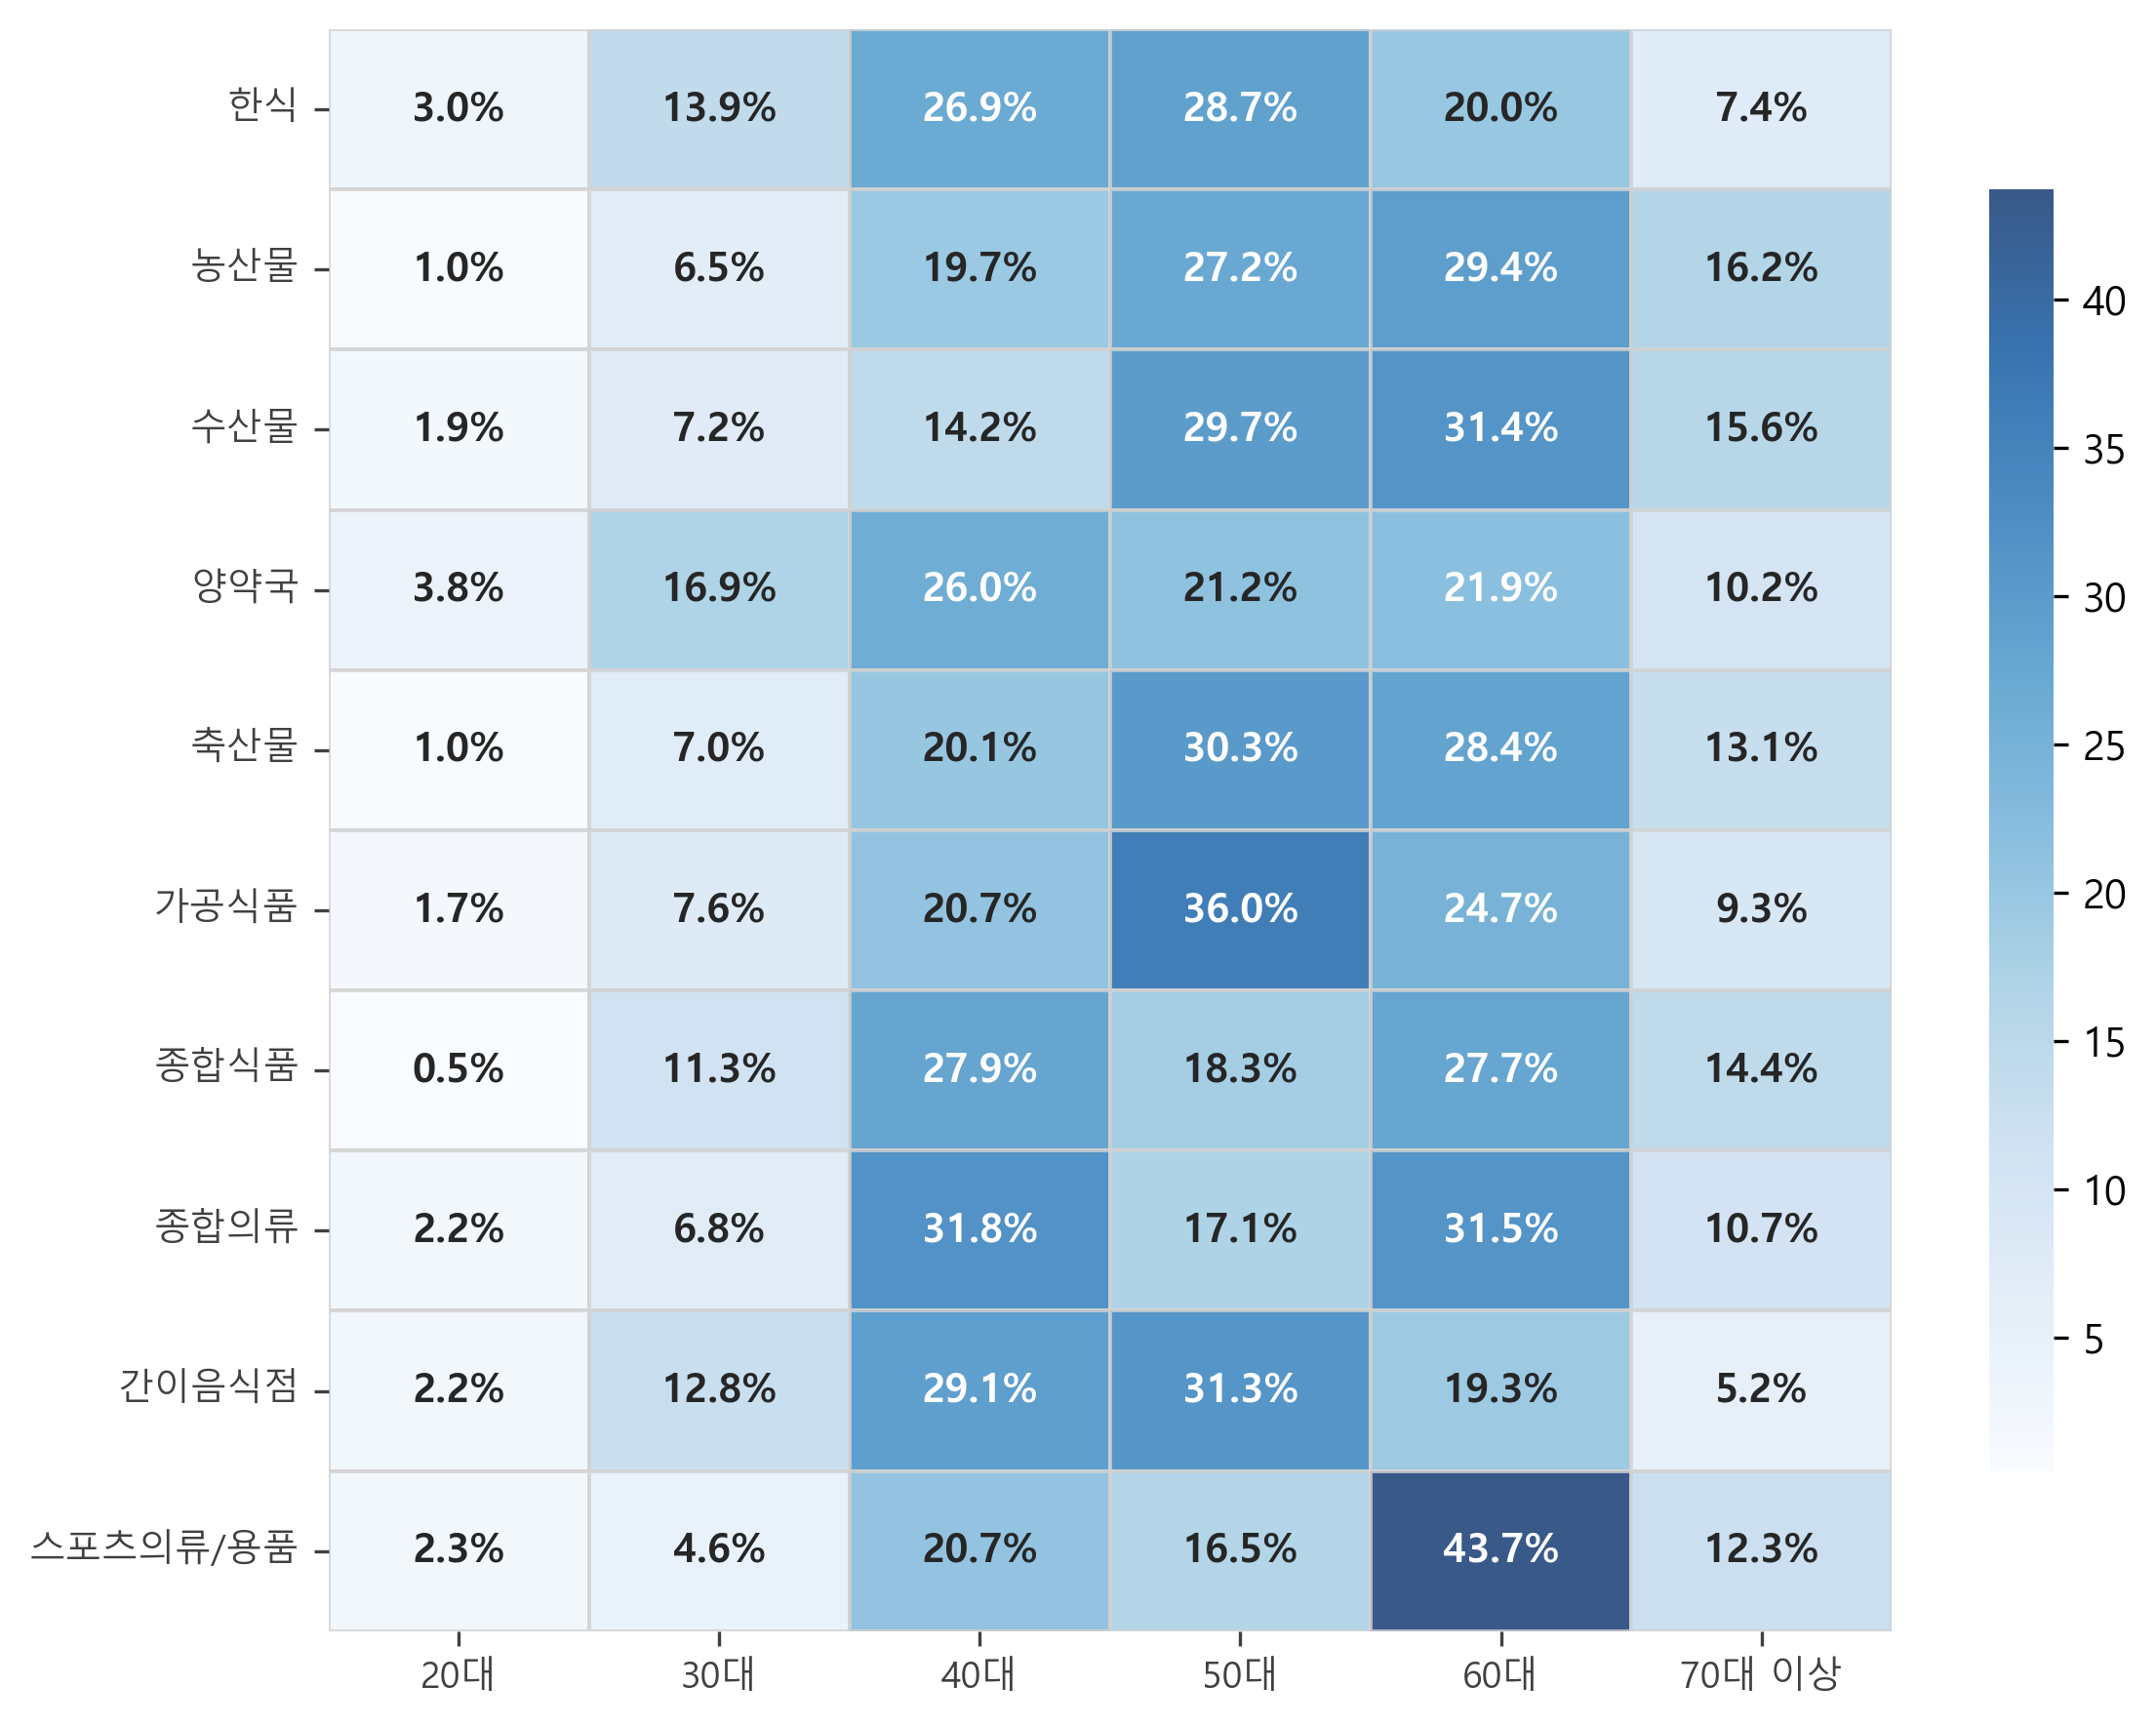 한식 3.0% 13.9% 26.9% 28.7% 20.0% 7.4%
농산물 1.0% 6.5% 19.7% 27.2% 29.4% 16.2%
수산물 1.9% 7.2% 14.2% 29.7% 31.4% 15.6%
양약국 3.8% 16.9% 26.0% 21.2% 21.9% 10.2%
축산물 1.0% 7.0% 20.1% 30.3% 28.4% 13.1%
가공식품 1.7% 7.6% 20.7% 36.0% 24.7% 9.3%
종합식품 0.5% 11.3% 27.9% 18.3% 27.7% 14.4%
종합의류 2.2% 6.8% 31.8% 17.1% 31.5% 10.7%
간이음식점 2.2% 12.8% 29.1% 31.3% 19.3% 5.2%
스포츠의류/용품 2.3% 4.6% 20.7% 16.5% 43.7% 12.3%
20대 30대 40대 50대 60대 70대 이상
40
35
30
25
20
15
10
5